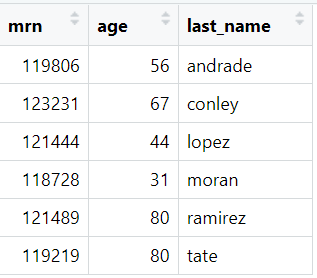 mrn age last_name
119806 56 andrade
123231 67 conley
121444 44 lopez
118728 31 moran
121489 80 ramirez
119219 80 tate